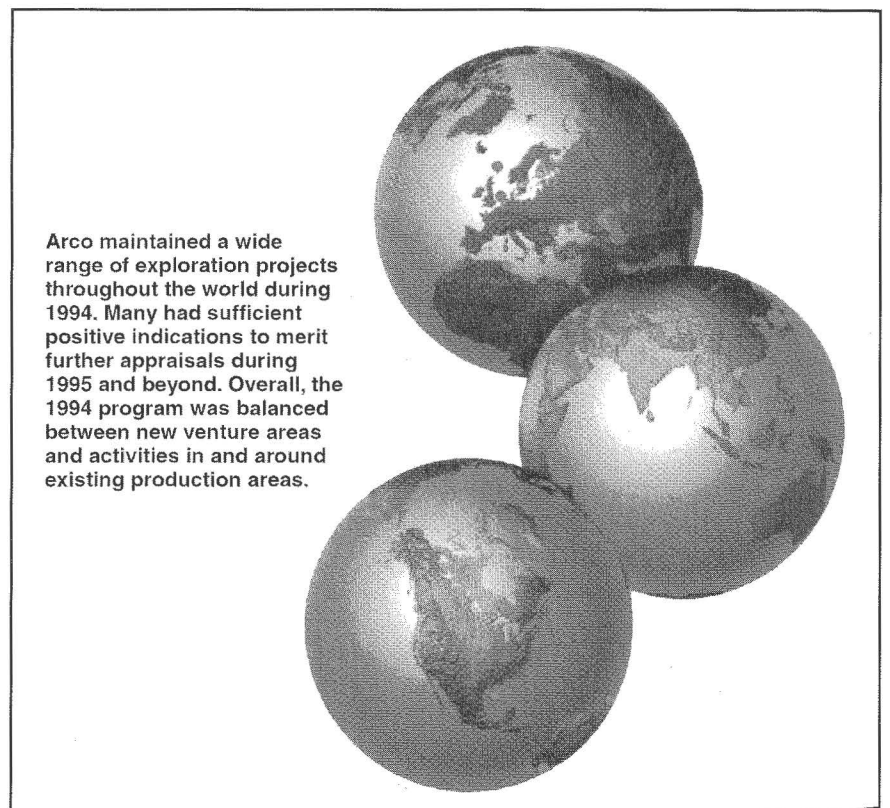 Arco maintained a wide
range of exploration projects
throughout the world during
1994. Many had sufficient
positive indications to merit
further appraisals during
1995 and beyond. Overall, the
1994 program was balanced
between new venture areas
and activities in and around
existing production areas.